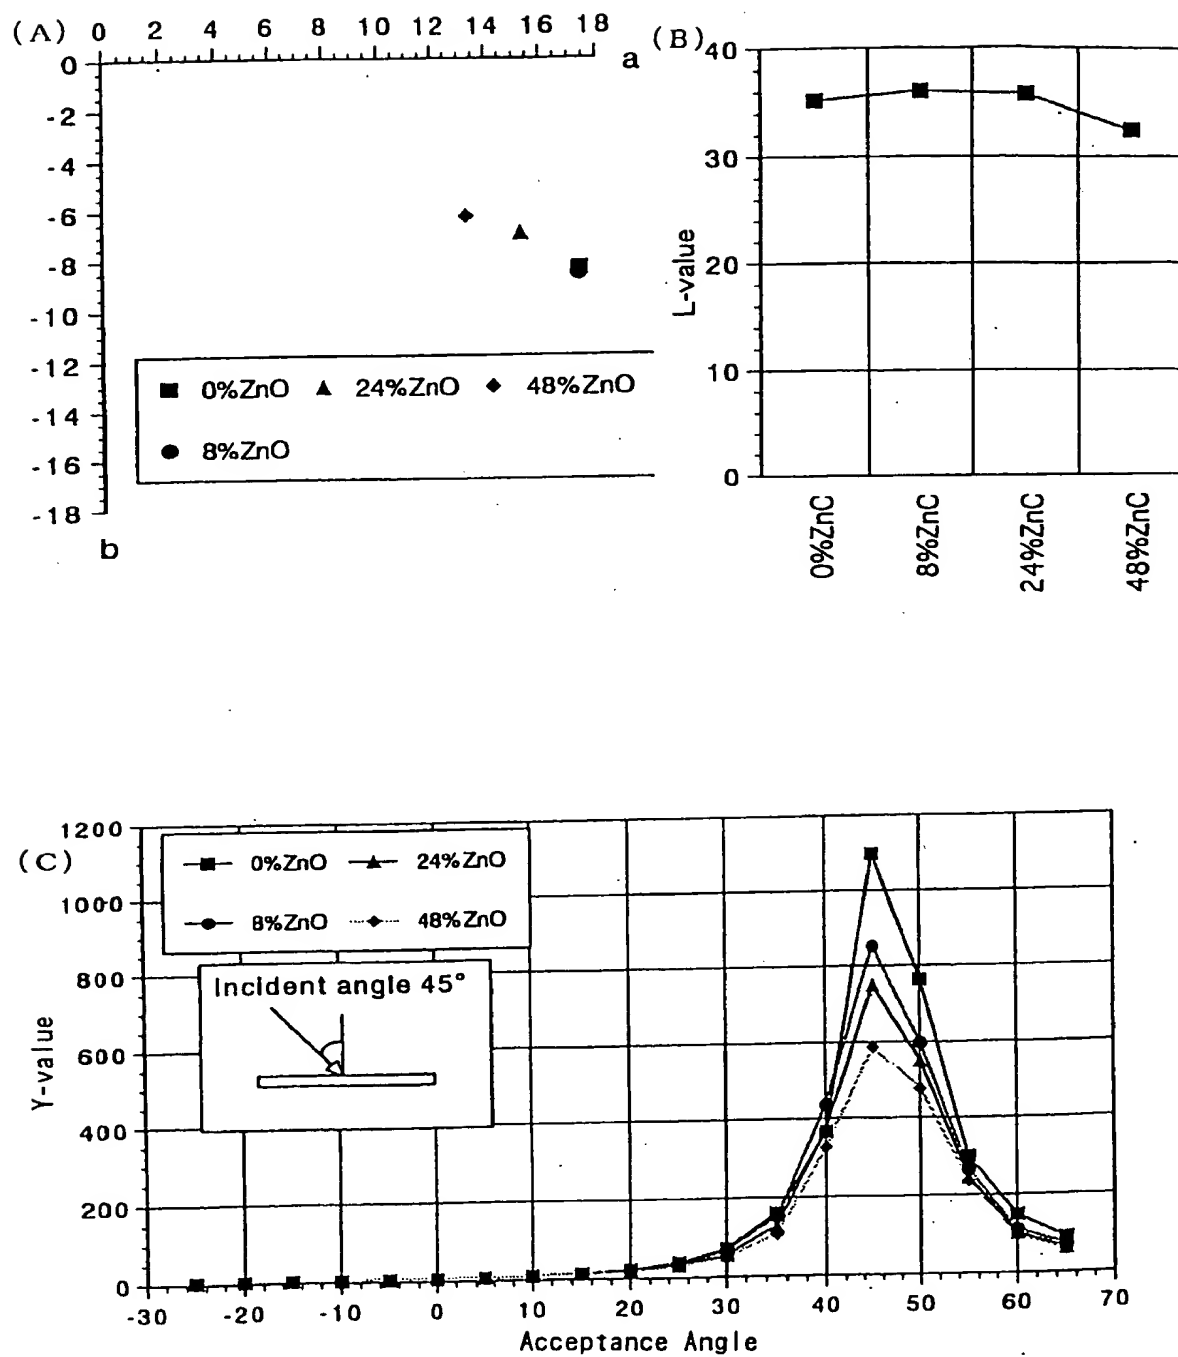 (A) 0 2 4 6 8 10 12 14 16 18
a
0
-2
-4
-6
-8
-10
-12
-14
-16
-18
b
0%ZnO 24%ZnO 48%ZnO
8%ZnO
(B)
40
30
20
10
0
L-value
0%ZnC
8%ZnC
24%ZnC
48%ZnC
(C)
1200
1000
800
600
400
200
0
Y-value
0%ZnO 24%ZnO
8%ZnO 48%ZnO
Incident angle 45°
-30 -20 -10 0 10 20 30 40 50 60 70
Acceptance Angle